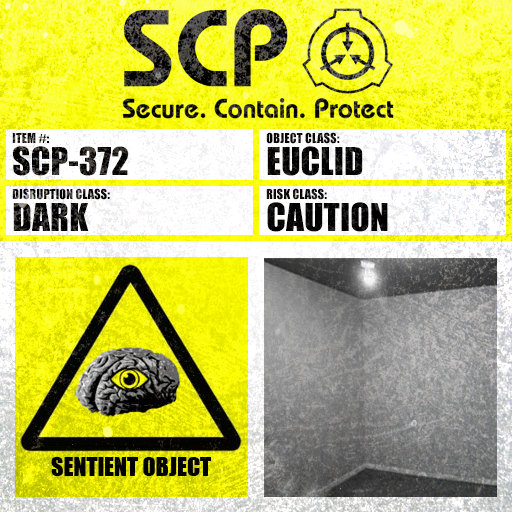 SCP
Secure. Contain. Protect
ITEM #:
SCP-372
OBJECT CLASS:
EUCLID
DISRUPTION CLASS:
DARK
RISK CLASS:
CAUTION
SENTIENT OBJECT